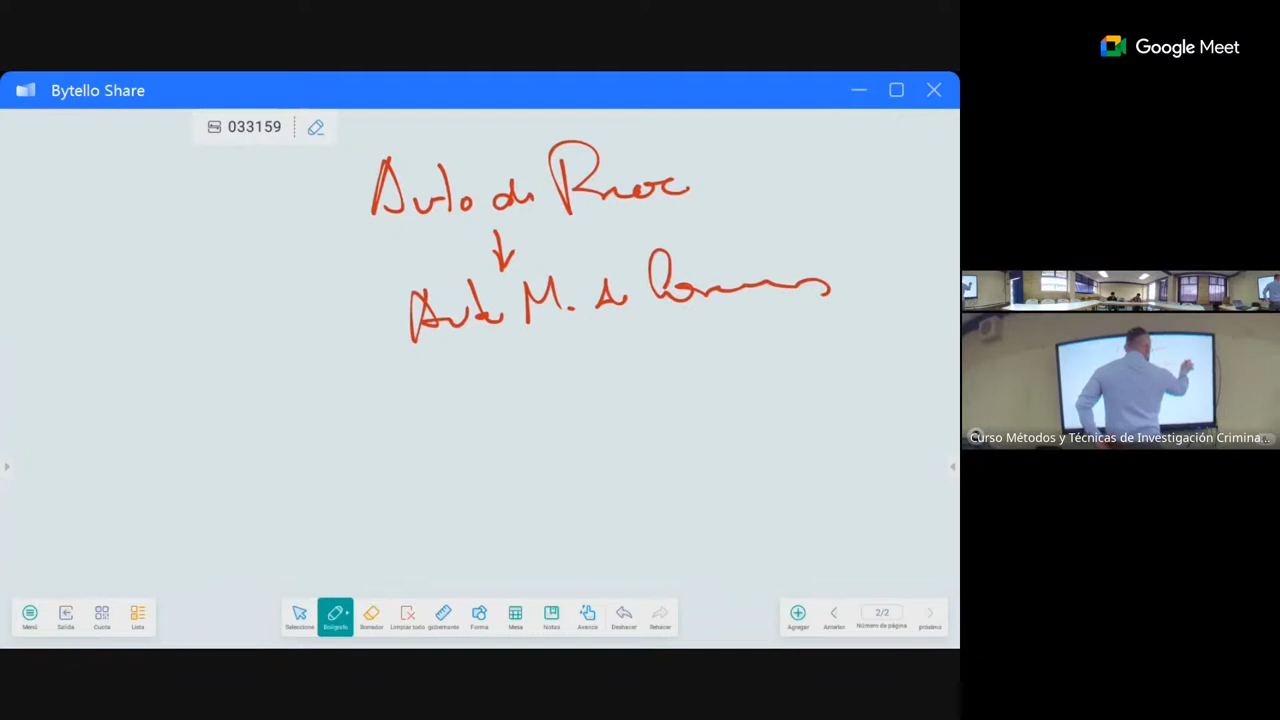 Google Meet
Bytello Share
033159
Auto de Proc
Auto M. de
Curso Métodos y Técnicas de Investigación Crimina...
Menú
Salida
Cuota
Lista
Seleccione
Bolígrafo
Borrador
Limpiar todo
gobernante
Forma
Mesa
Notas
Avance
Deshacer
Rehacer
Agregar
Anterior
2/2
Número de página
próximo